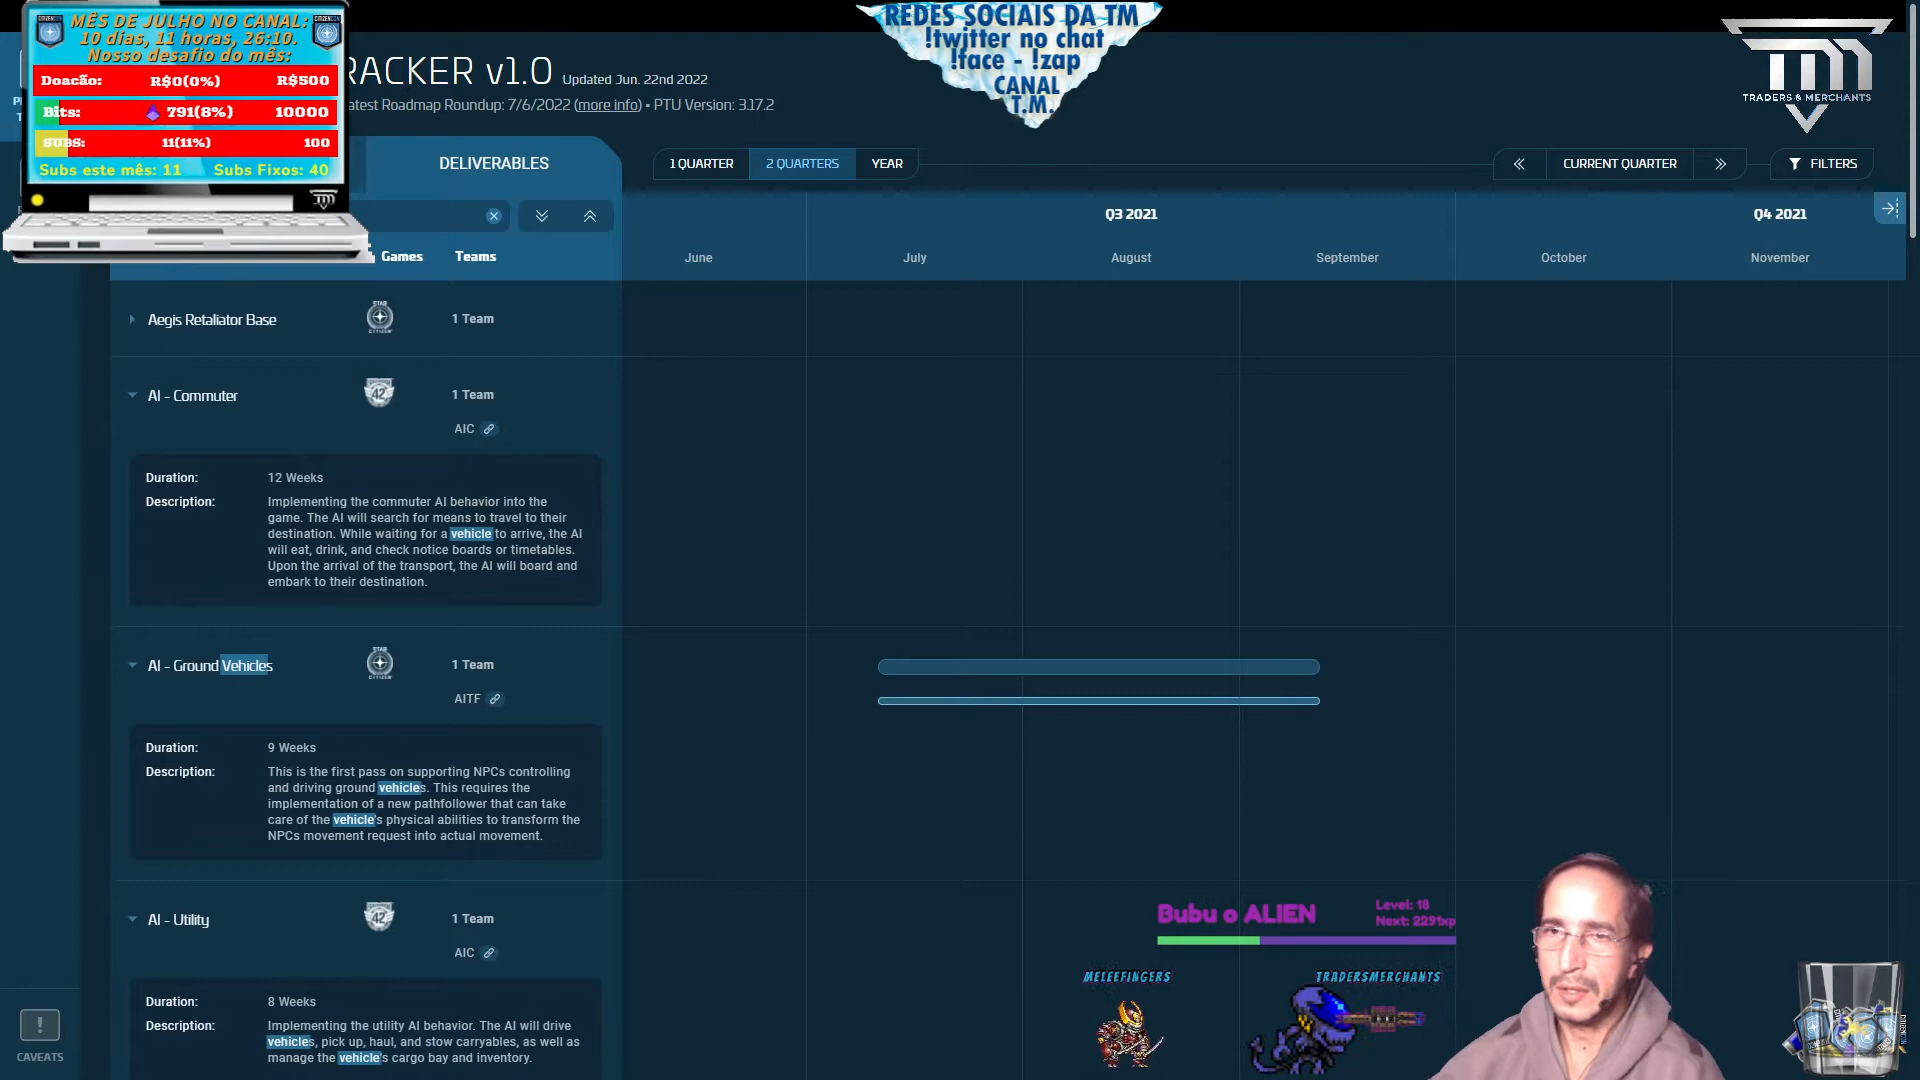 MÊS DE JULHO NO CANAL:
10 dias, 11 horas, 26:10.
Nosso desafio do mês:
Doacão: R$0(0%) R$500
Bits: 791(8%) 10000
SUBS: 11(11%) 100
Subs este mês: 11 Subs Fixos: 40
RACKER v1.0 Updated Jun. 22nd 2022
atest Roadmap Roundup: 7/6/2022 (more info) • PTU Version: 3.17.2
REDES SOCIAIS DA TM
!twitter no chat
!face - !zap
CANAL
T.M.
TRADERS & MERCHANTS
DELIVERABLES
1 QUARTER 2 QUARTERS YEAR
CURRENT QUARTER
FILTERS
Games Teams
Q3 2021 Q4 2021
June July August September October November
Aegis Retaliator Base 1 Team
AI - Commuter 42 1 Team
AIC
Duration: 12 Weeks
Description: Implementing the commuter AI behavior into the
game. The AI will search for means to travel to their
destination. While waiting for a vehicle to arrive, the AI
will eat, drink, and check notice boards or timetables.
Upon the arrival of the transport, the AI will board and
embark to their destination.
AI - Ground Vehicles 1 Team
AITF
Duration: 9 Weeks
Description: This is the first pass on supporting NPCs controlling
and driving ground vehicles. This requires the
implementation of a new pathfollower that can take
care of the vehicle's physical abilities to transform the
NPCs movement request into actual movement.
AI - Utility 42 1 Team
AIC
Duration: 8 Weeks
Description: Implementing the utility AI behavior. The AI will drive
vehicles, pick up, haul, and stow carryables, as well as
manage the vehicle's cargo bay and inventory.
CAVEATS
Bubu o ALIEN
Level: 18
Next: 2291xp
MELEEFINGERS
TRADERSMERCHANTS